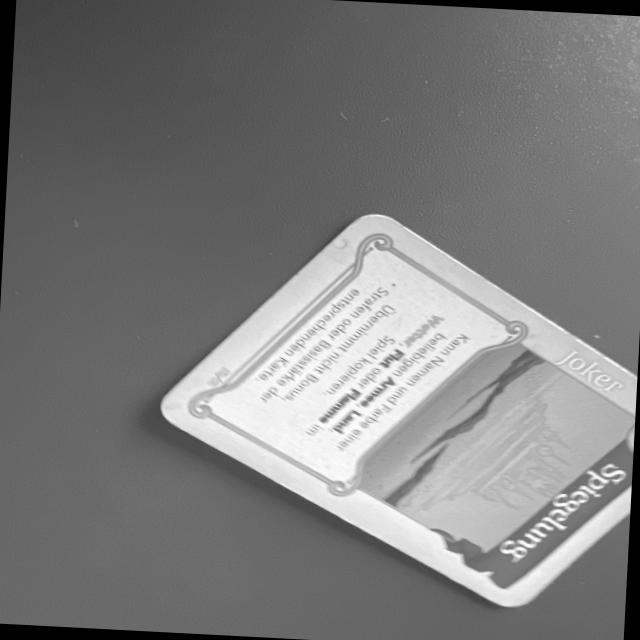 Joker
Spiegelung
Kann Namen und Farbe einer
beliebigen Armee, Land
Wetter, Flut oder Flamme
Spiel kopieren.
Übernimmt nicht Bonus
Strafen oder Basisstärke der
entsprechenden Karte.